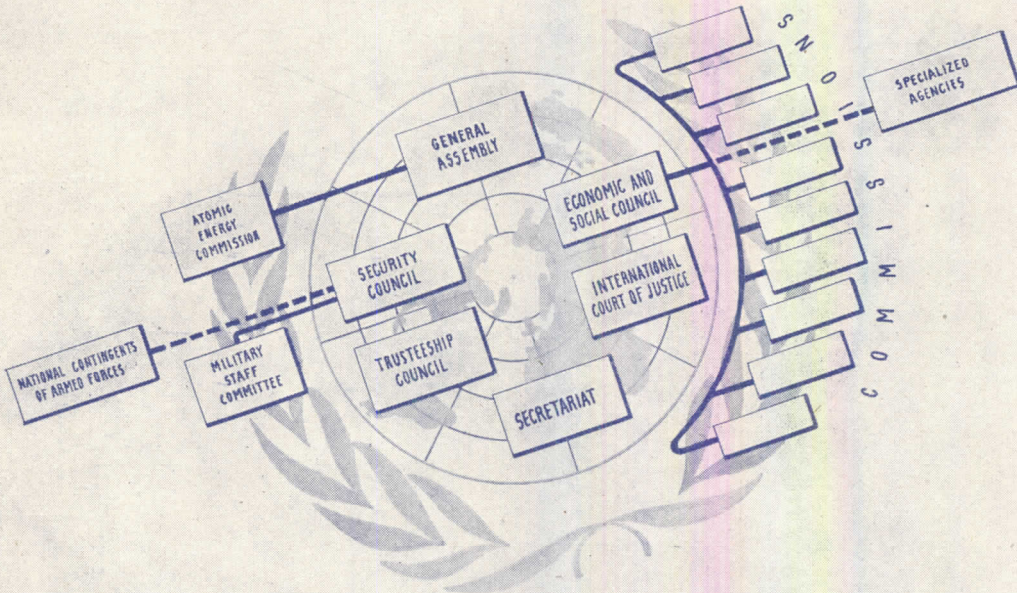 GENERAL
ASSEMBLY
ATOMIC
ENERGY
COMMISSION
SECURITY
COUNCIL
NATIONAL CONTINGENTS
OF ARMED FORCES
MILITARY
STAFF
COMMITTEE
TRUSTEESHIP
COUNCIL
SECRETARIAT
ECONOMIC AND
SOCIAL COUNCIL
INTERNATIONAL
COURT OF JUSTICE
SPECIALIZED
AGENCIES
COMMISSIONS